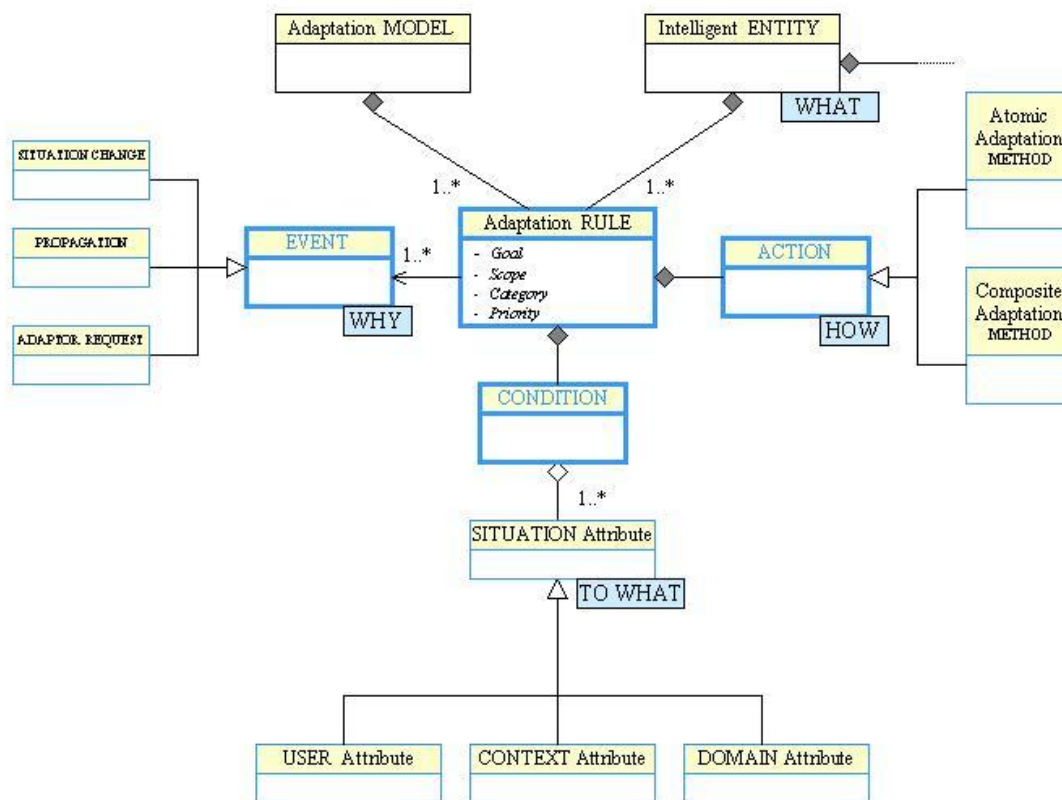 Adaptation MODEL
Intelligent ENTITY
WHAT
Atomic
Adaptation
METHOD
SITUATION CHANGE
1..*
1..*
Adaptation RULE
- Goal
- Scope
- Category
- Priority
PROPAGATION
EVENT
1..*
WHY
ACTION
HOW
Composite
Adaptation
METHOD
ADAPTOR REQUEST
CONDITION
1..*
SITUATION Attribute
TO WHAT
USER Attribute
CONTEXT Attribute
DOMAIN Attribute